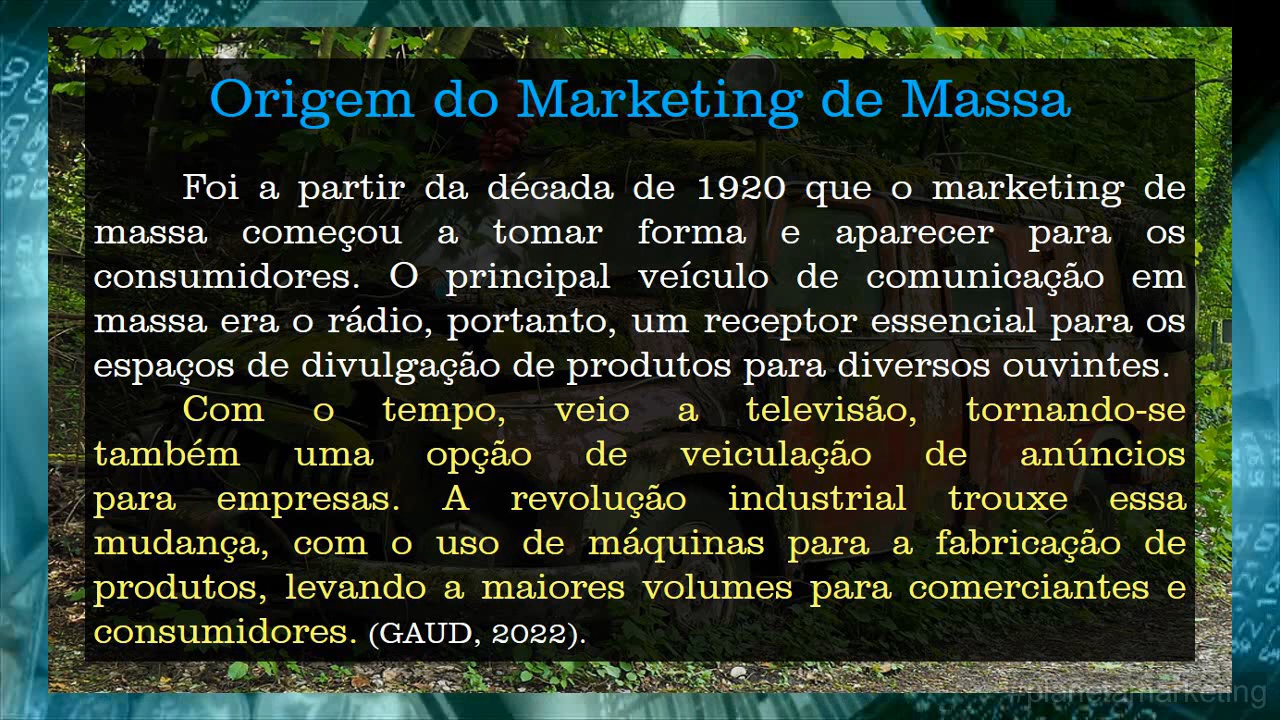 Origem do Marketing de Massa
Foi a partir da década de 1920 que o marketing de
massa começou a tomar forma e aparecer para os
consumidores. O principal veículo de comunicação em
massa era o rádio, portanto, um receptor essencial para os
espaços de divulgação de produtos para diversos ouvintes.
Com o tempo, veio a televisão, tornando-se
também uma opção de veiculação de anúncios
para empresas. A revolução industrial trouxe essa
mudança, com o uso de máquinas para a fabricação de
produtos, levando a maiores volumes para comerciantes e
consumidores. (GAUD, 2022).
#planetamarketing